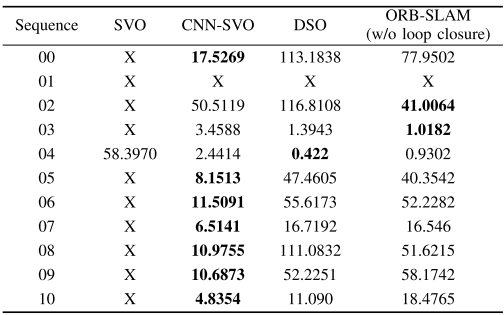 Sequence SVO CNN-SVO DSO ORB-SLAM (w/o loop closure)
00 X 17.5269 113.1838 77.9502
01 X X X X
02 X 50.5119 116.8108 41.0064
03 X 3.4588 1.3943 1.0182
04 58.3970 2.4414 0.422 0.9302
05 X 8.1513 47.4605 40.3542
06 X 11.5091 55.6173 52.2282
07 X 6.5141 16.7192 16.546
08 X 10.9755 111.0832 51.6215
09 X 10.6873 52.2251 58.1742
10 X 4.8354 11.090 18.4765